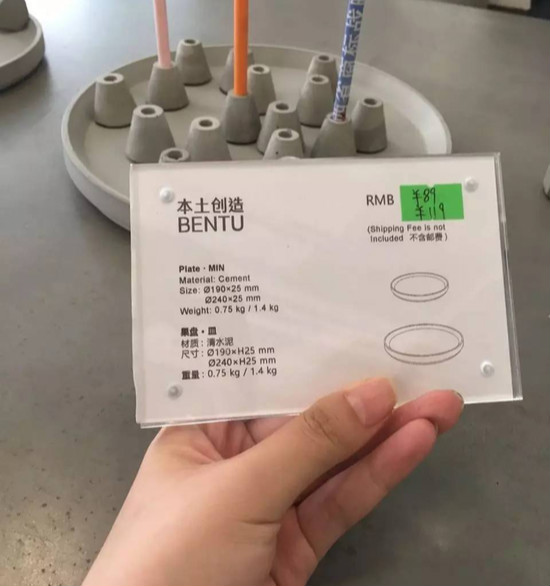 本土创造
BENTU
RMB
¥89
¥119
(Shipping Fee is not
Included 不含邮费)
Plate · MIN
Material: Cement
Size: Ø190×25 mm
Ø240×25 mm
Weight: 0.75 kg / 1.4 kg
果盘 · 皿
材质 : 清水泥
尺寸 : Ø190×H25 mm
Ø240×H25 mm
重量 : 0.75 kg / 1.4 kg